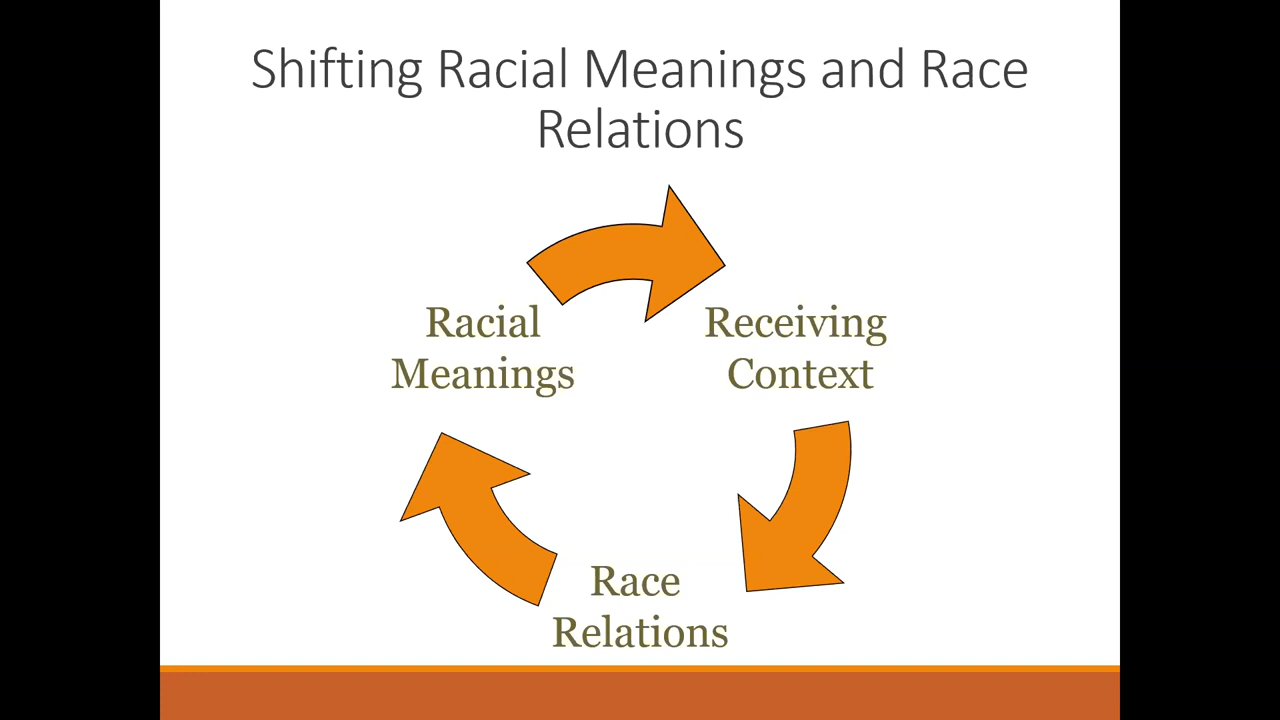 Shifting Racial Meanings and Race
Relations
Racial
Meanings
Receiving
Context
Race
Relations